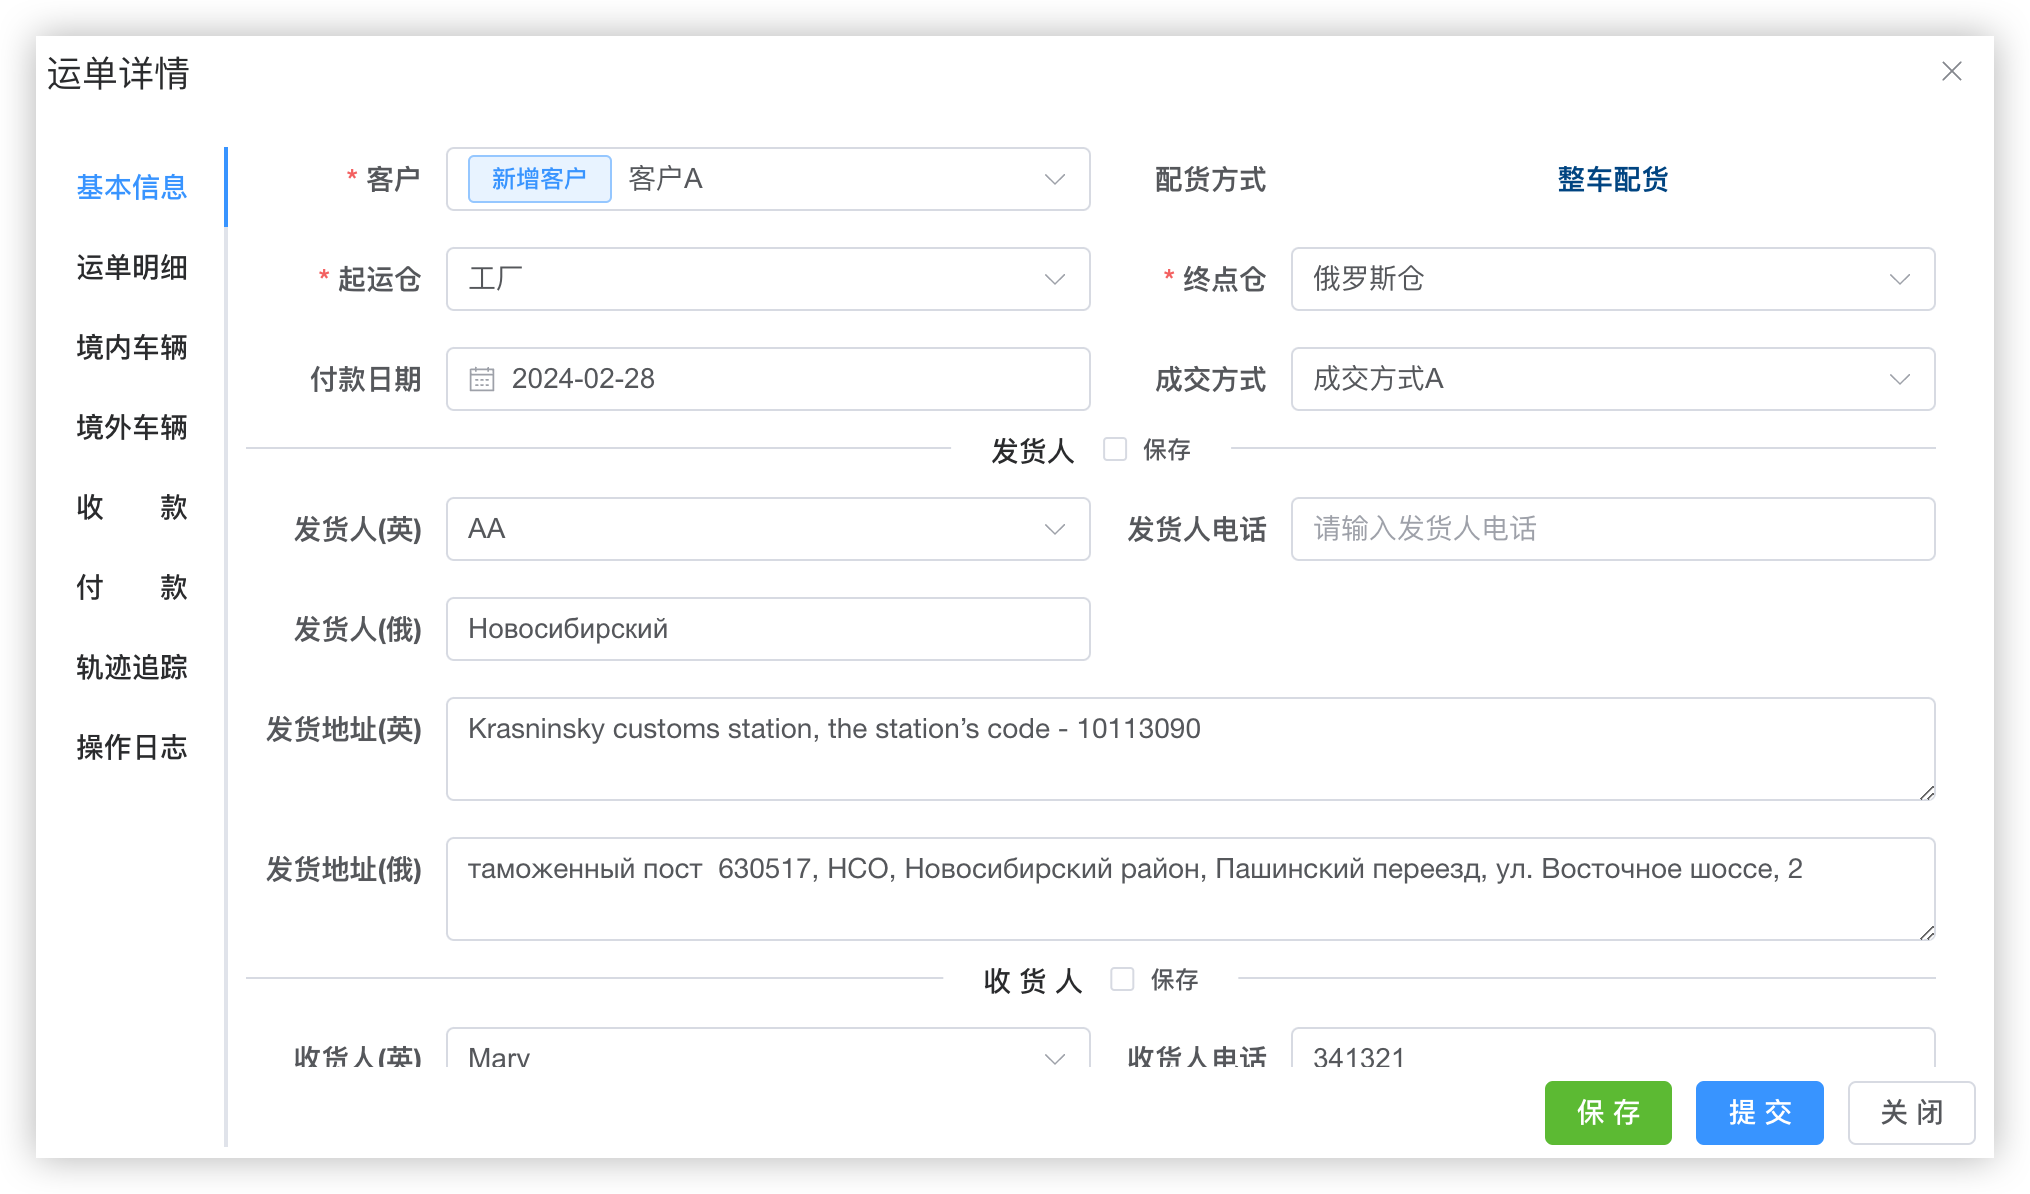 运单详情
基本信息
运单明细
境内车辆
境外车辆
收 款
付 款
轨迹追踪
操作日志
* 客户 新增客户 客户A 配货方式 整车配货
* 起运仓 工厂 * 终点仓 俄罗斯仓
付款日期 2024-02-28 成交方式 成交方式A
发货人 保存
发货人(英) AA 发货人电话 请输入发货人电话
发货人(俄) Новосибирский
发货地址(英) Krasninsky customs station, the station’s code - 10113090
发货地址(俄) таможенный пост  630517, НСО, Новосибирский район, Пашинский переезд, ул. Восточное шоссе, 2
收 货 人 保存
收货人(英) Mary 收货人电话 341321
保 存 提 交 关 闭